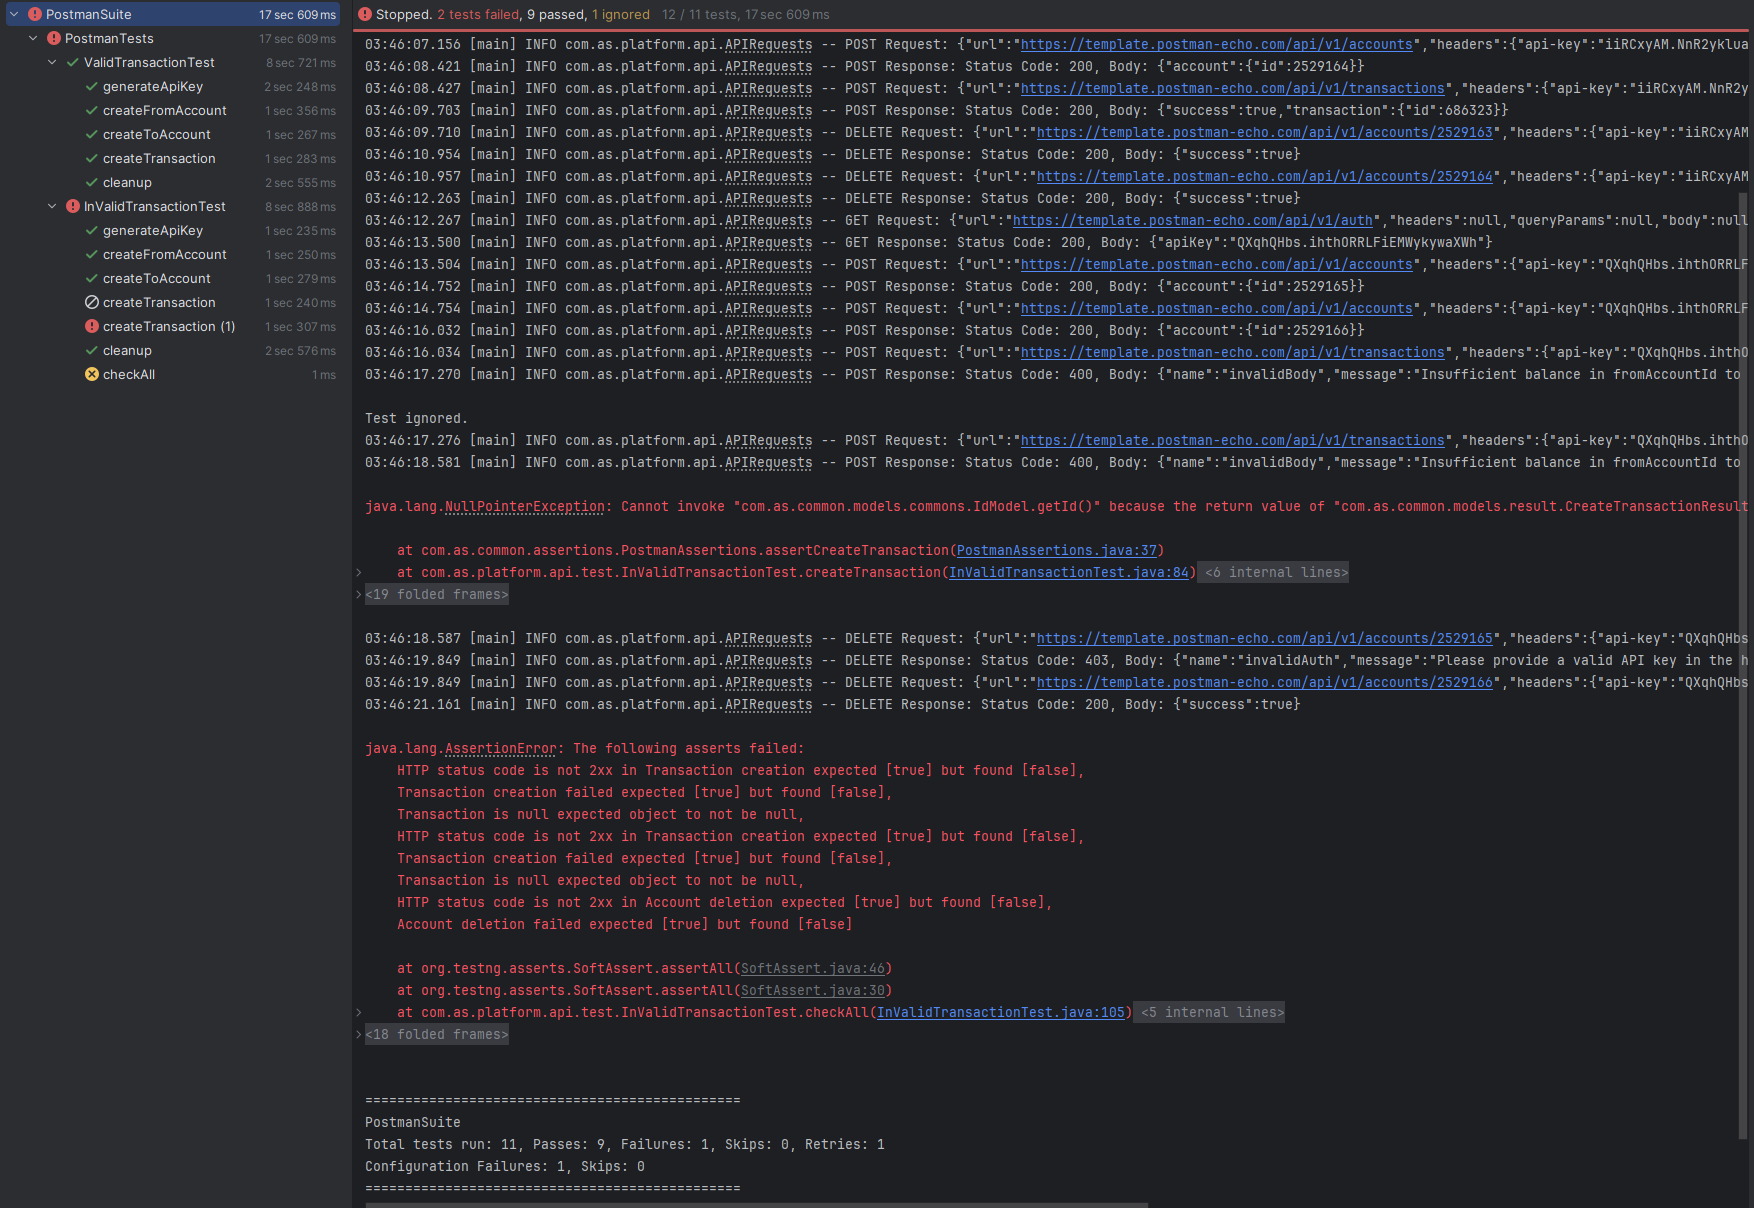 PostmanSuite 17 sec 609 ms
PostmanTests 17 sec 609 ms
ValidTransactionTest 8 sec 721 ms
generateApiKey 2 sec 248 ms
createFromAccount 1 sec 356 ms
createToAccount 1 sec 267 ms
createTransaction 1 sec 283 ms
cleanup 2 sec 555 ms
InValidTransactionTest 8 sec 888 ms
generateApiKey 1 sec 235 ms
createFromAccount 1 sec 250 ms
createToAccount 1 sec 279 ms
createTransaction 1 sec 240 ms
createTransaction (1) 1 sec 307 ms
cleanup 2 sec 576 ms
checkAll 1 ms
Stopped. 2 tests failed, 9 passed, 1 ignored 12 / 11 tests, 17 sec 609 ms
03:46:07.156 [main] INFO com.as.platform.api.APIRequests -- POST Request: {"url":"https://template.postman-echo.com/api/v1/accounts","headers":{"api-key":"iiRCxyAM.NnR2yklua
03:46:08.421 [main] INFO com.as.platform.api.APIRequests -- POST Response: Status Code: 200, Body: {"account":{"id":2529164}}
03:46:08.427 [main] INFO com.as.platform.api.APIRequests -- POST Request: {"url":"https://template.postman-echo.com/api/v1/transactions","headers":{"api-key":"iiRCxyAM.NnR2y
03:46:09.703 [main] INFO com.as.platform.api.APIRequests -- POST Response: Status Code: 200, Body: {"success":true,"transaction":{"id":686323}}
03:46:09.710 [main] INFO com.as.platform.api.APIRequests -- DELETE Request: {"url":"https://template.postman-echo.com/api/v1/accounts/2529163","headers":{"api-key":"iiRCxyAM
03:46:10.954 [main] INFO com.as.platform.api.APIRequests -- DELETE Response: Status Code: 200, Body: {"success":true}
03:46:10.957 [main] INFO com.as.platform.api.APIRequests -- DELETE Request: {"url":"https://template.postman-echo.com/api/v1/accounts/2529164","headers":{"api-key":"iiRCxyAM
03:46:12.263 [main] INFO com.as.platform.api.APIRequests -- DELETE Response: Status Code: 200, Body: {"success":true}
03:46:12.267 [main] INFO com.as.platform.api.APIRequests -- GET Request: {"url":"https://template.postman-echo.com/api/v1/auth","headers":null,"queryParams":null,"body":null
03:46:13.500 [main] INFO com.as.platform.api.APIRequests -- GET Response: Status Code: 200, Body: {"apiKey":"QXqhQHbs.ihthORRLFiEMWykywaXWh"}
03:46:13.504 [main] INFO com.as.platform.api.APIRequests -- POST Request: {"url":"https://template.postman-echo.com/api/v1/accounts","headers":{"api-key":"QXqhQHbs.ihthORRLF
03:46:14.752 [main] INFO com.as.platform.api.APIRequests -- POST Response: Status Code: 200, Body: {"account":{"id":2529165}}
03:46:14.754 [main] INFO com.as.platform.api.APIRequests -- POST Request: {"url":"https://template.postman-echo.com/api/v1/accounts","headers":{"api-key":"QXqhQHbs.ihthORRLF
03:46:16.032 [main] INFO com.as.platform.api.APIRequests -- POST Response: Status Code: 200, Body: {"account":{"id":2529166}}
03:46:16.034 [main] INFO com.as.platform.api.APIRequests -- POST Request: {"url":"https://template.postman-echo.com/api/v1/transactions","headers":{"api-key":"QXqhQHbs.ihthO
03:46:17.270 [main] INFO com.as.platform.api.APIRequests -- POST Response: Status Code: 400, Body: {"name":"invalidBody","message":"Insufficient balance in fromAccountId to
Test ignored.
03:46:17.276 [main] INFO com.as.platform.api.APIRequests -- POST Request: {"url":"https://template.postman-echo.com/api/v1/transactions","headers":{"api-key":"QXqhQHbs.ihthO
03:46:18.581 [main] INFO com.as.platform.api.APIRequests -- POST Response: Status Code: 400, Body: {"name":"invalidBody","message":"Insufficient balance in fromAccountId to
java.lang.NullPointerException: Cannot invoke "com.as.common.models.commons.IdModel.getId()" because the return value of "com.as.common.models.result.CreateTransactionResult
at com.as.common.assertions.PostmanAssertions.assertCreateTransaction(PostmanAssertions.java:37)
at com.as.platform.api.test.InValidTransactionTest.createTransaction(InValidTransactionTest.java:84) <6 internal lines>
<19 folded frames>
03:46:18.587 [main] INFO com.as.platform.api.APIRequests -- DELETE Request: {"url":"https://template.postman-echo.com/api/v1/accounts/2529165","headers":{"api-key":"QXqhQHbs
03:46:19.849 [main] INFO com.as.platform.api.APIRequests -- DELETE Response: Status Code: 403, Body: {"name":"invalidAuth","message":"Please provide a valid API key in the h
03:46:19.849 [main] INFO com.as.platform.api.APIRequests -- DELETE Request: {"url":"https://template.postman-echo.com/api/v1/accounts/2529166","headers":{"api-key":"QXqhQHbs
03:46:21.161 [main] INFO com.as.platform.api.APIRequests -- DELETE Response: Status Code: 200, Body: {"success":true}
java.lang.AssertionError: The following asserts failed:
HTTP status code is not 2xx in Transaction creation expected [true] but found [false],
Transaction creation failed expected [true] but found [false],
Transaction is null expected object to not be null,
HTTP status code is not 2xx in Transaction creation expected [true] but found [false],
Transaction creation failed expected [true] but found [false],
Transaction is null expected object to not be null,
HTTP status code is not 2xx in Account deletion expected [true] but found [false],
Account deletion failed expected [true] but found [false]
at org.testng.asserts.SoftAssert.assertAll(SoftAssert.java:46)
at org.testng.asserts.SoftAssert.assertAll(SoftAssert.java:30)
at com.as.platform.api.test.InValidTransactionTest.checkAll(InValidTransactionTest.java:105) <5 internal lines>
<18 folded frames>
===============================================
PostmanSuite
Total tests run: 11, Passes: 9, Failures: 1, Skips: 0, Retries: 1
Configuration Failures: 1, Skips: 0
===============================================